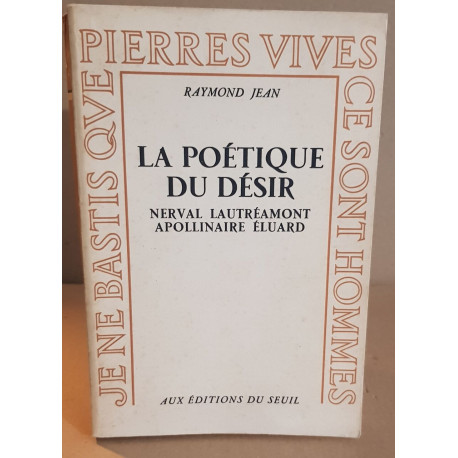 JE NE BASTIS QVE
PIERRES VIVES
CE SONT HOMMES
RAYMOND JEAN
LA POÉTIQUE
DU DÉSIR
NERVAL LAUTRÉAMONT
APOLLINAIRE ÉLUARD
AUX ÉDITIONS DU SEUIL